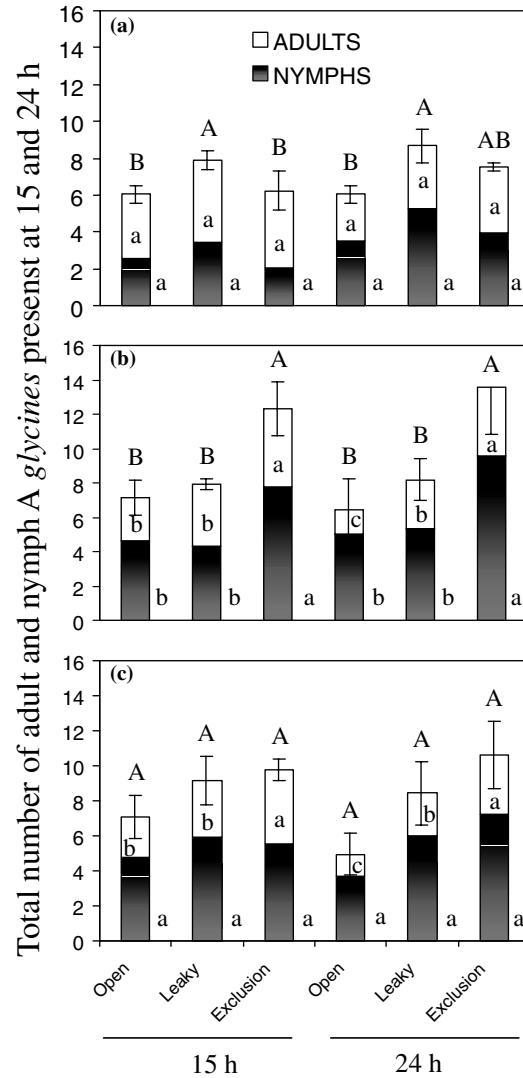 Total number of adult and nymph A glycines presenst at 15 and 24 h
16
(a)
ADULTS
14
NYMPHS
12
10
A
A
AB
8
B
B
B
6
4
a a a a a a
2
a a a a a a
0
16
(b)
A
A
14
12
B B B B
10
8
a a
6
b b c b
4
2
b b a b b a
0
16
(c)
14
A A A A A A
12
10
8
b b a c b a
6
4
2
a a a a a a
0
Open Leaky Exclusion Open Leaky Exclusion
15 h 24 h